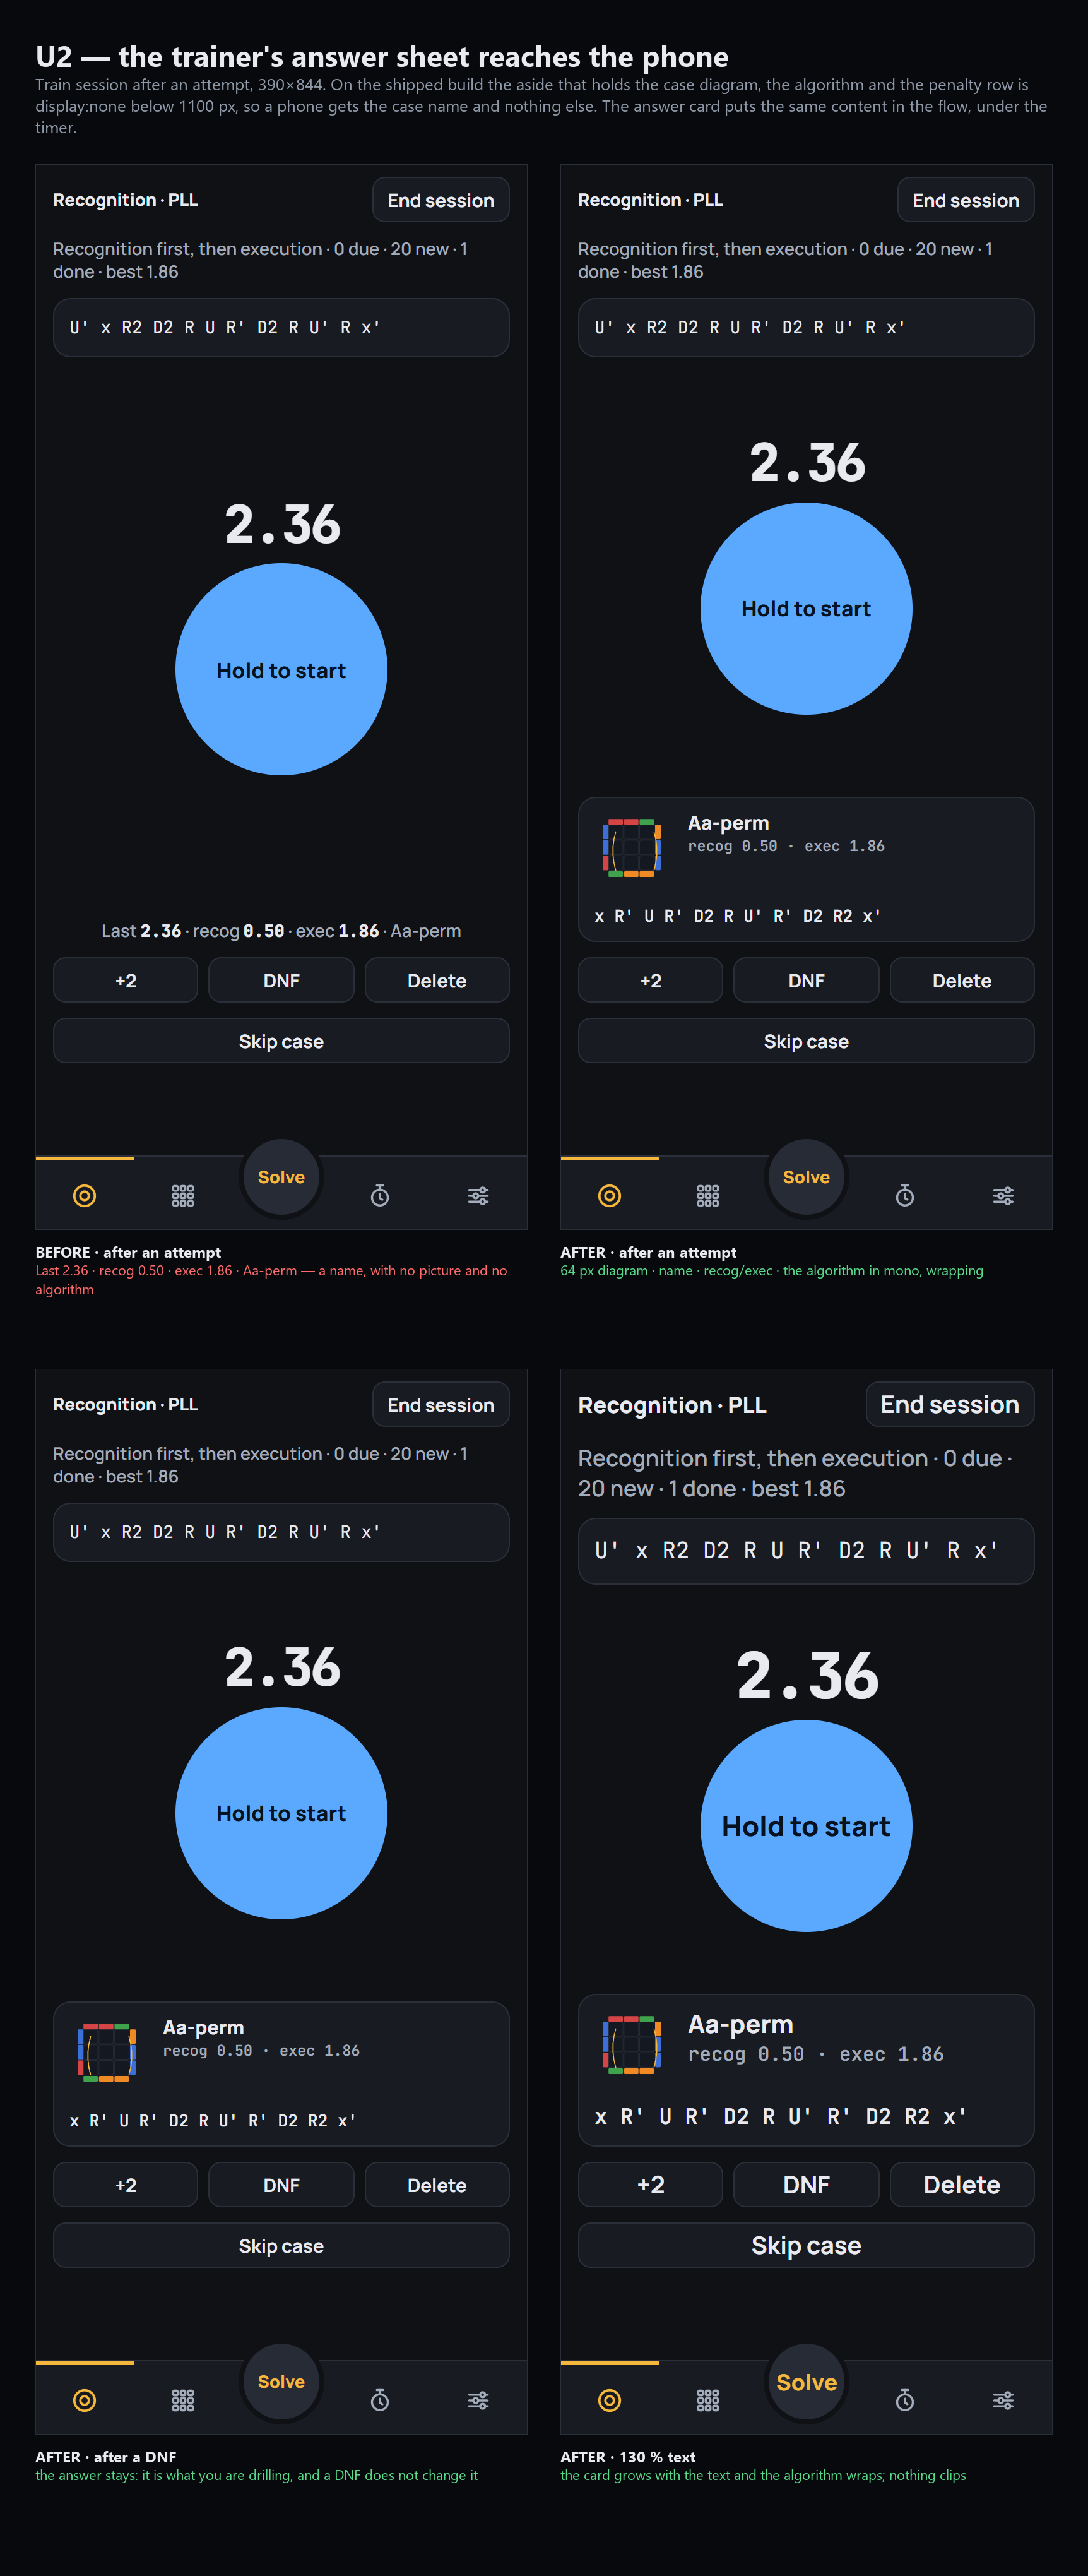 U2 — the trainer's answer sheet reaches the phone
Train session after an attempt, 390×844. On the shipped build the aside that holds the case diagram, the algorithm and the penalty row is
display:none below 1100 px, so a phone gets the case name and nothing else. The answer card puts the same content in the flow, under the
timer.
Recognition · PLL
End session
Recognition first, then execution · 0 due · 20 new · 1
done · best 1.86
U' x R2 D2 R U R' D2 R U' R x'
2.36
Hold to start
Last 2.36 · recog 0.50 · exec 1.86 · Aa-perm
+2
DNF
Delete
Skip case
Solve
BEFORE · after an attempt
Last 2.36 · recog 0.50 · exec 1.86 · Aa-perm — a name, with no picture and no
algorithm
Recognition · PLL
End session
Recognition first, then execution · 0 due · 20 new · 1
done · best 1.86
U' x R2 D2 R U R' D2 R U' R x'
2.36
Hold to start
Aa-perm
recog 0.50 · exec 1.86
x R' U R' D2 R U' R' D2 R2 x'
+2
DNF
Delete
Skip case
Solve
AFTER · after an attempt
64 px diagram · name · recog/exec · the algorithm in mono, wrapping
Recognition · PLL
End session
Recognition first, then execution · 0 due · 20 new · 1
done · best 1.86
U' x R2 D2 R U R' D2 R U' R x'
2.36
Hold to start
Aa-perm
recog 0.50 · exec 1.86
x R' U R' D2 R U' R' D2 R2 x'
+2
DNF
Delete
Skip case
Solve
AFTER · after a DNF
the answer stays: it is what you are drilling, and a DNF does not change it
Recognition · PLL
End session
Recognition first, then execution · 0 due ·
20 new · 1 done · best 1.86
U' x R2 D2 R U R' D2 R U' R x'
2.36
Hold to start
Aa-perm
recog 0.50 · exec 1.86
x R' U R' D2 R U' R' D2 R2 x'
+2
DNF
Delete
Skip case
Solve
AFTER · 130 % text
the card grows with the text and the algorithm wraps; nothing clips